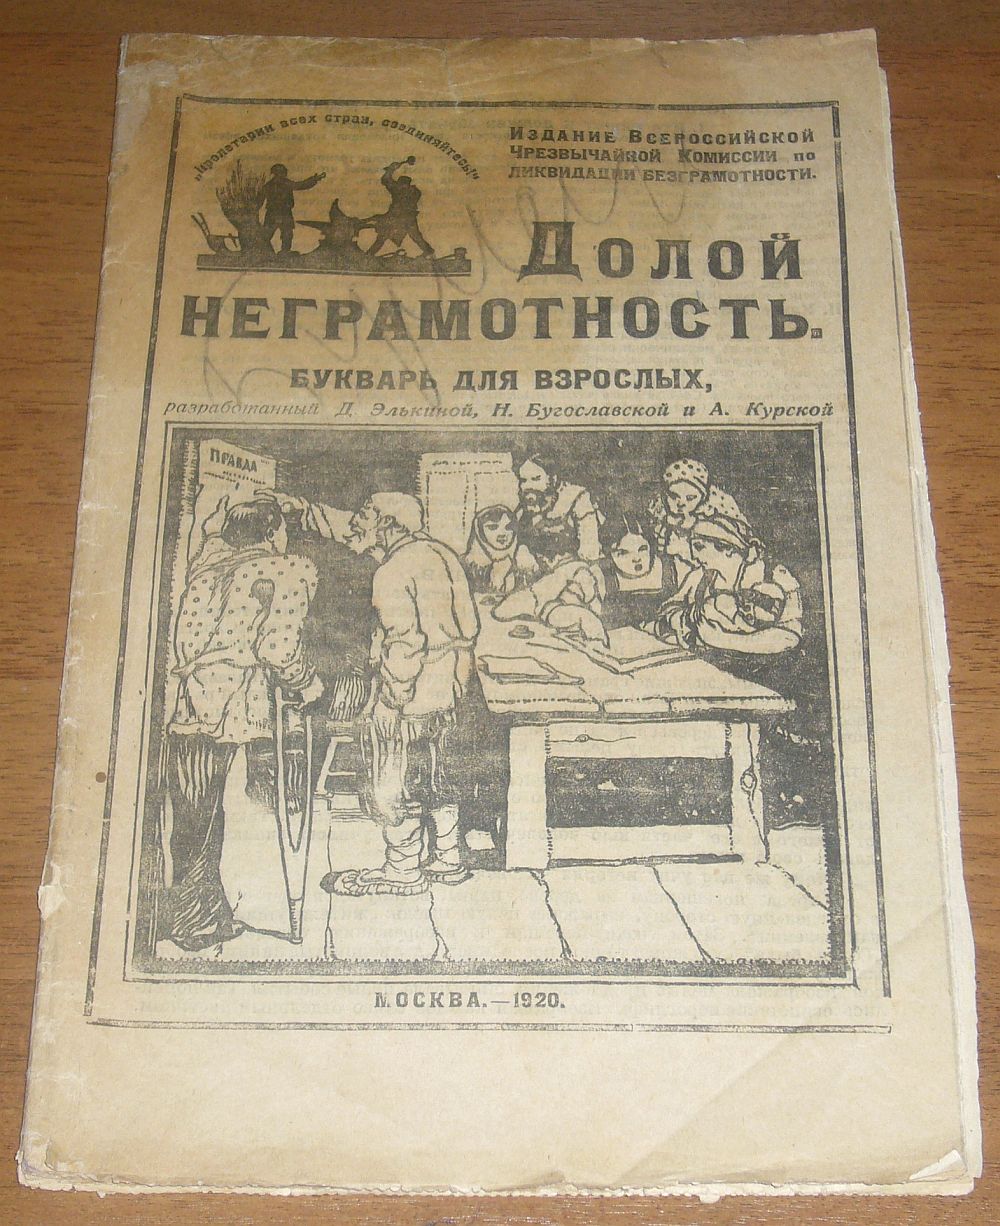 „Пролетарии всех стран, соединяйтесь!“
Издание Всероссийской
Чрезвычайной Комиссии по
ликвидации безграмотности.
Долой
неграмотность.
Букварь для взрослых,
разработанный Д. Элькиной, Н. Бугославской и А. Курской
Правда
Москва.—1920.